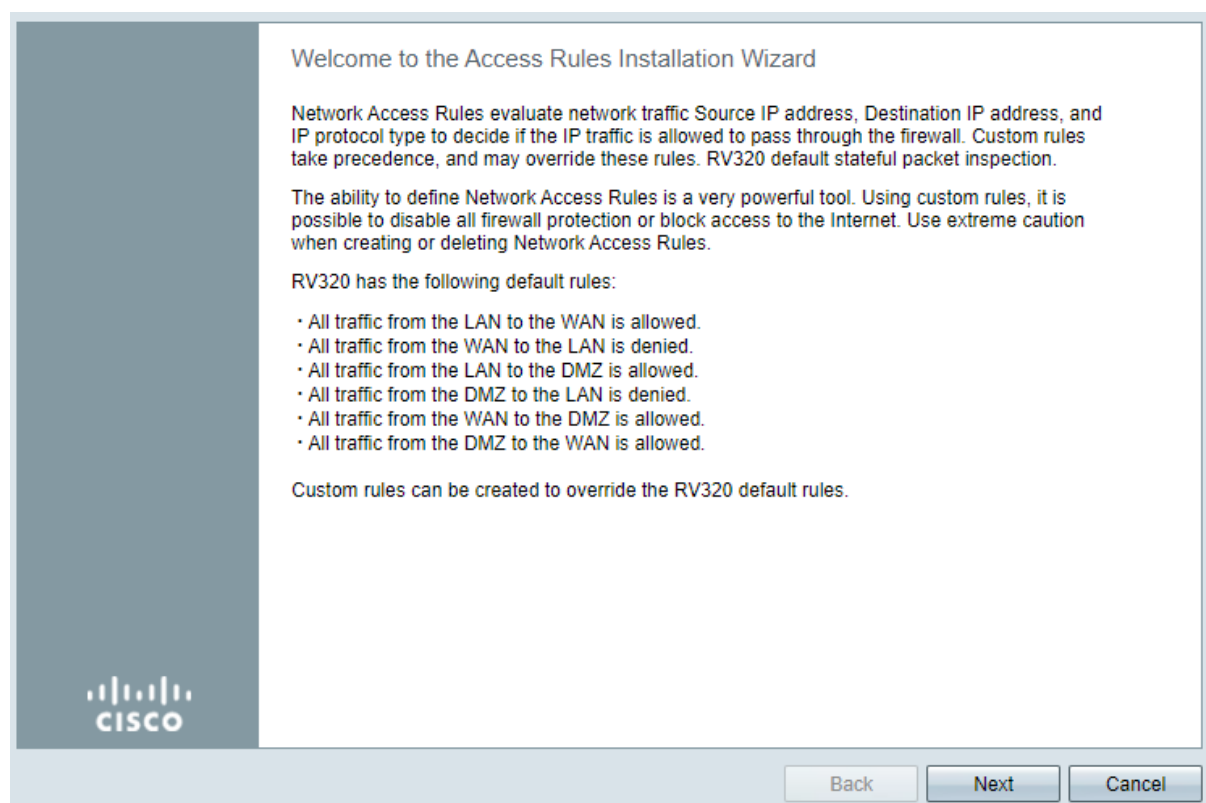 Welcome to the Access Rules Installation Wizard
Network Access Rules evaluate network traffic Source IP address, Destination IP address, and
IP protocol type to decide if the IP traffic is allowed to pass through the firewall. Custom rules
take precedence, and may override these rules. RV320 default stateful packet inspection.
The ability to define Network Access Rules is a very powerful tool. Using custom rules, it is
possible to disable all firewall protection or block access to the Internet. Use extreme caution
when creating or deleting Network Access Rules.
RV320 has the following default rules:
· All traffic from the LAN to the WAN is allowed.
· All traffic from the WAN to the LAN is denied.
· All traffic from the LAN to the DMZ is allowed.
· All traffic from the DMZ to the LAN is denied.
· All traffic from the WAN to the DMZ is allowed.
· All traffic from the DMZ to the WAN is allowed.
Custom rules can be created to override the RV320 default rules.
CISCO
Back Next Cancel